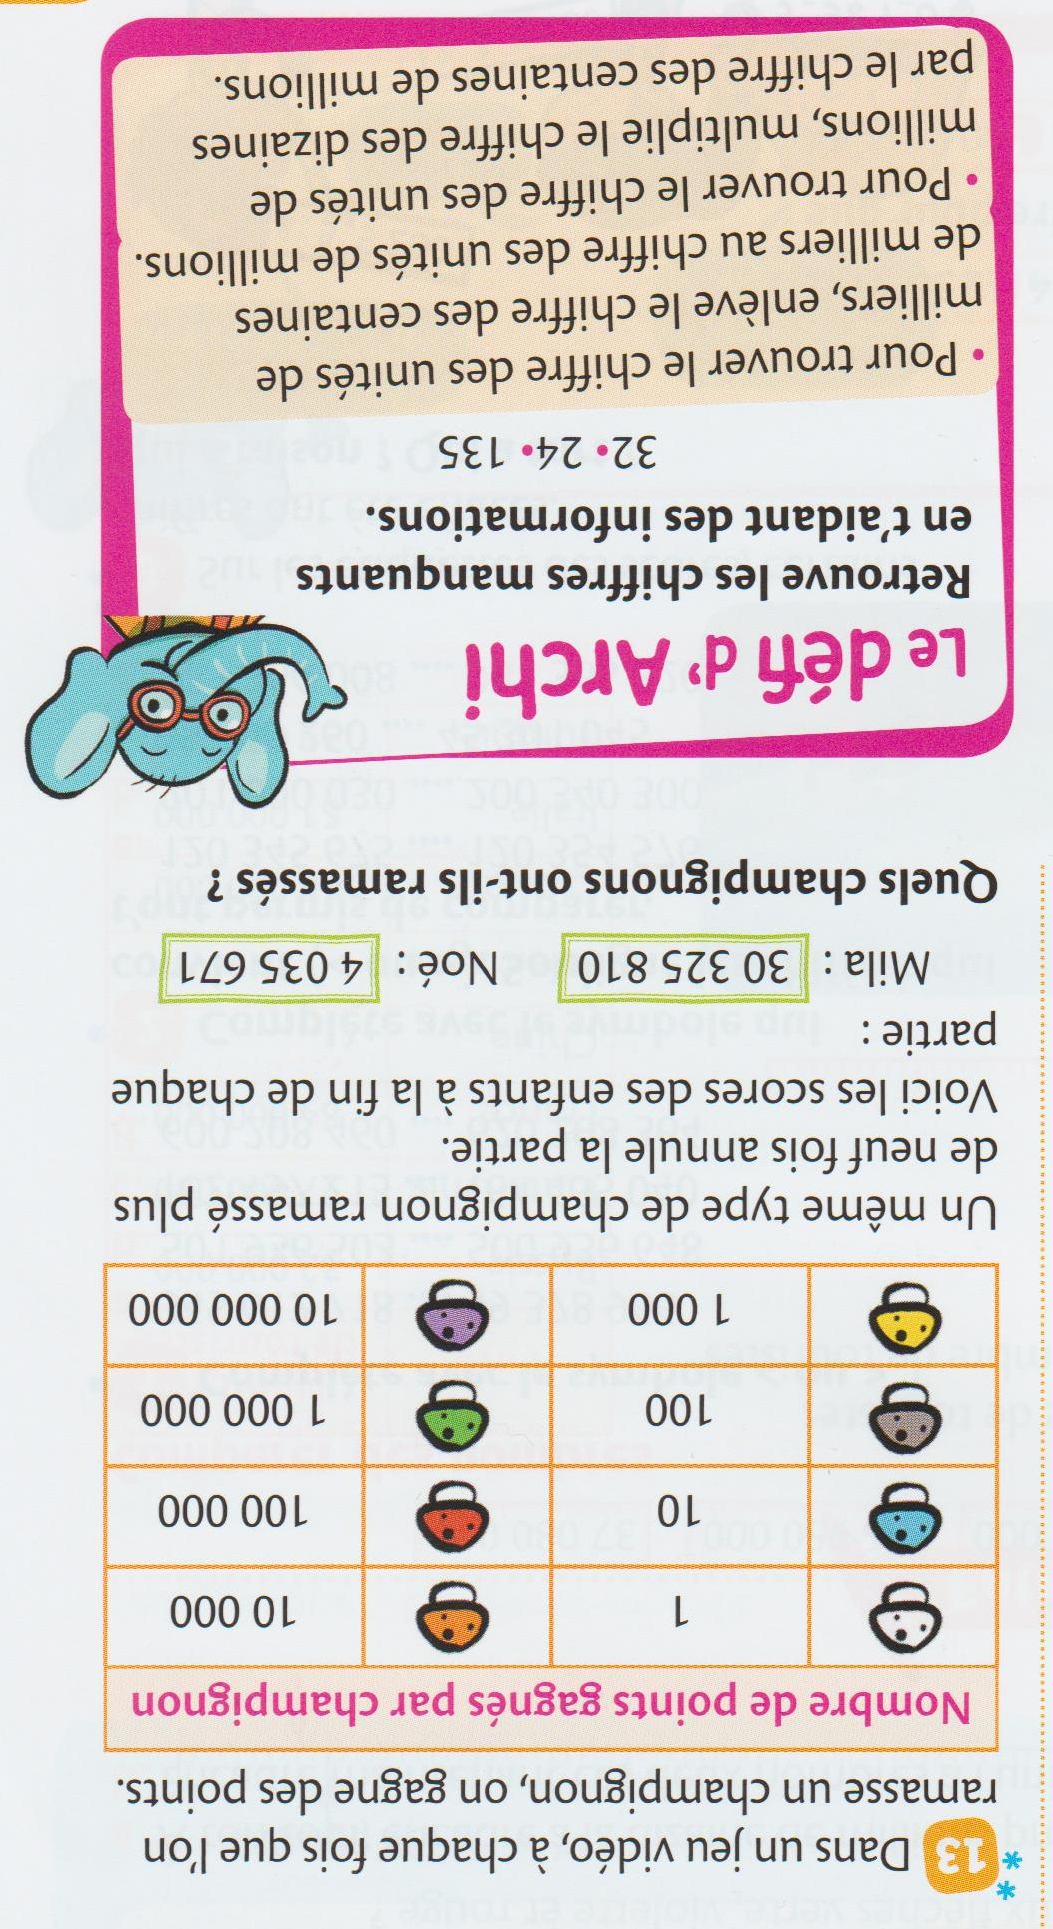 13 Dans un jeu vidéo, à chaque fois que l'on
ramasse un champignon, on gagne des points.
Nombre de points gagnés par champignon
1 10 000
10 100 000
100 1 000 000
1 000 10 000 000
Un même type de champignon ramassé plus
de neuf fois annule la partie.
Voici les scores des enfants à la fin de chaque
partie :
Mila : 30 325 810 Noé : 4 035 671
Quels champignons ont-ils ramassés ?
Le défi d'Archi
Retrouve les chiffres manquants
en t'aidant des informations.
32• 24• 135
• Pour trouver le chiffre des unités de
milliers, enlève le chiffre des centaines
de milliers au chiffre des unités de millions.
• Pour trouver le chiffre des unités de
millions, multiplie le chiffre des dizaines
par le chiffre des centaines de millions.